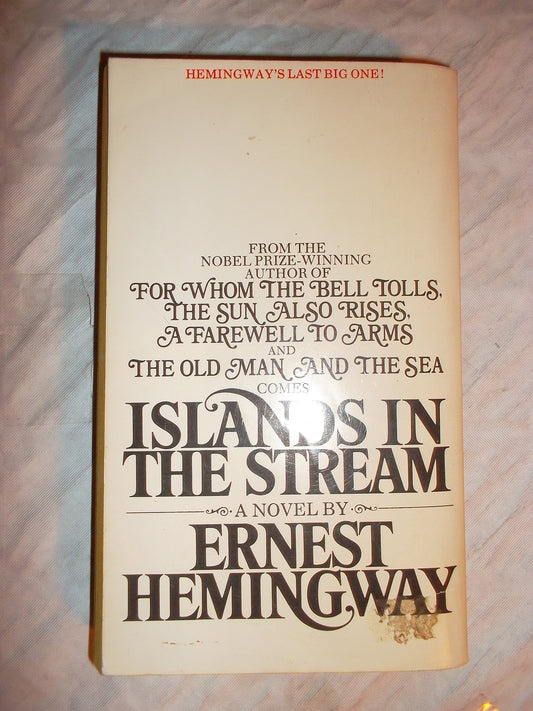 HEMINGWAY'S LAST BIG ONE!
FROM THE
NOBEL PRIZE-WINNING
AUTHOR OF
FOR WHOM THE BELL TOLLS,
THE SUN ALSO RISES,
A FAREWELL TO ARMS
AND
THE OLD MAN AND THE SEA
COMES
ISLANDS IN
THE STREAM
A NOVEL BY
ERNEST
HEMINGWAY